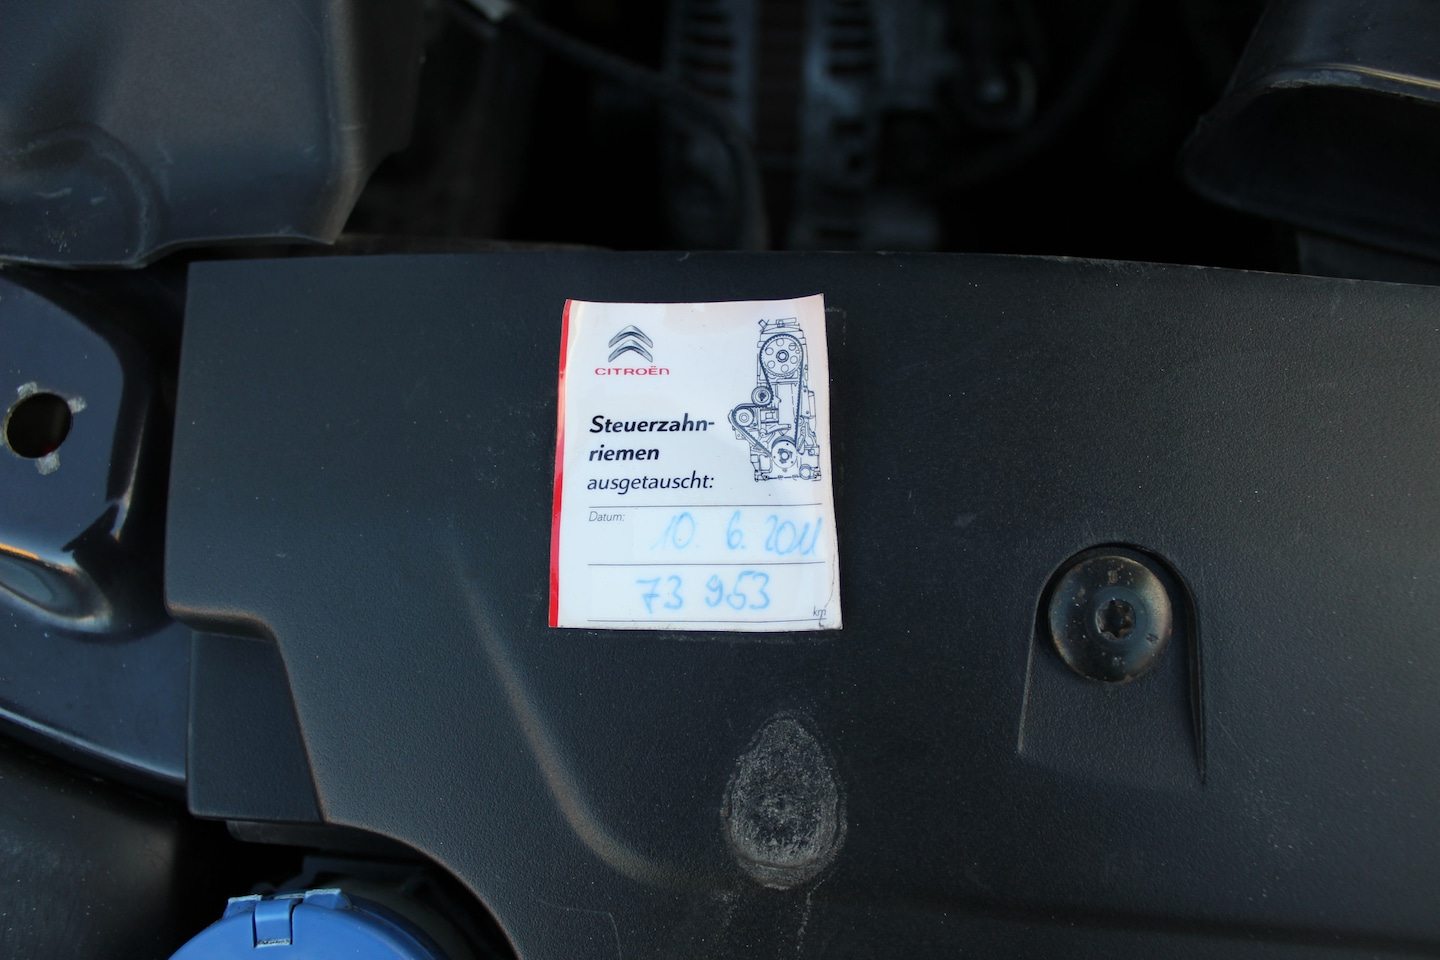 CITROËN
Steuerzahn-
riemen
ausgetauscht:
Datum: 10. 6. 2011
73 953 km